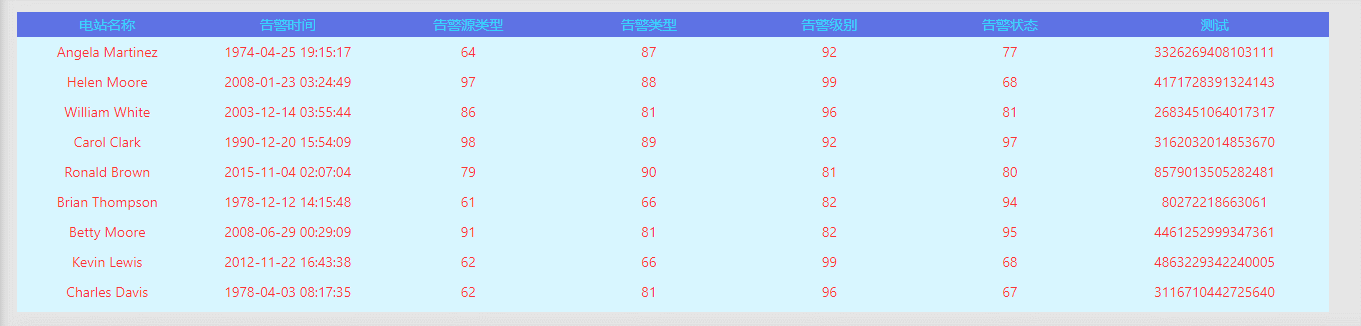 电站名称 告警时间 告警源类型 告警类型 告警级别 告警状态 测试
Angela Martinez 1974-04-25 19:15:17 64 87 92 77 3326269408103111
Helen Moore 2008-01-23 03:24:49 97 88 99 68 4171728391324143
William White 2003-12-14 03:55:44 86 81 96 81 2683451064017317
Carol Clark 1990-12-20 15:54:09 98 89 92 97 3162032014853670
Ronald Brown 2015-11-04 02:07:04 79 90 81 80 8579013505282481
Brian Thompson 1978-12-12 14:15:48 61 66 82 94 80272218663061
Betty Moore 2008-06-29 00:29:09 91 81 82 95 4461252999347361
Kevin Lewis 2012-11-22 16:43:38 62 66 99 68 4863229342240005
Charles Davis 1978-04-03 08:17:35 62 81 96 67 3116710442725640